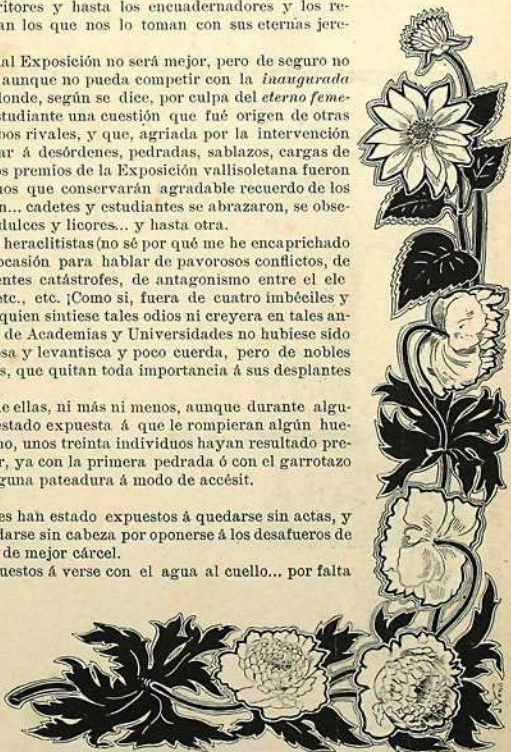 ritores y hasta los encuadernadores y los re-
an los que nos lo toman con sus eternas jere-
al Exposición no será mejor, pero de seguro no
aunque no pueda competir con la inaugurada
donde, según se dice, por culpa del eterno feme-
studiante una cuestión que fué origen de otras
pos rivales, y que, agriada por la intervención
ar á desórdenes, pedradas, sablazos, cargas de
os premios de la Exposición vallisoletana fueron
nos que conservarán agradable recuerdo de los
n... cadetes y estudiantes se abrazaron, se obse-
dulces y licores... y hasta otra.
heraclitistas (no sé por qué me he encaprichado
ocasión para hablar de pavorosos conflictos, de
entes catástrofes, de antagonismo entre el ele
etc., etc. ¡Como si, fuera de cuatro imbéciles y
quien sintiese tales odios ni creyera en tales an-
de Academias y Universidades no hubiese sido
osa y levantisca y poco cuerda, pero de nobles
s, que quitan toda importancia á sus desplantes
e ellas, ni más ni menos, aunque durante algu-
estado expuesta á que le rompieran algún hue-
no, unos treinta individuos hayan resultado pre-
r, ya con la primera pedrada ó con el garrotazo
guna pateadura á modo de accésit.
es han estado expuestos á quedarse sin actas, y
darse sin cabeza por oponerse á los desafueros de
de mejor cárcel.
uestos á verse con el agua al cuello... por falta